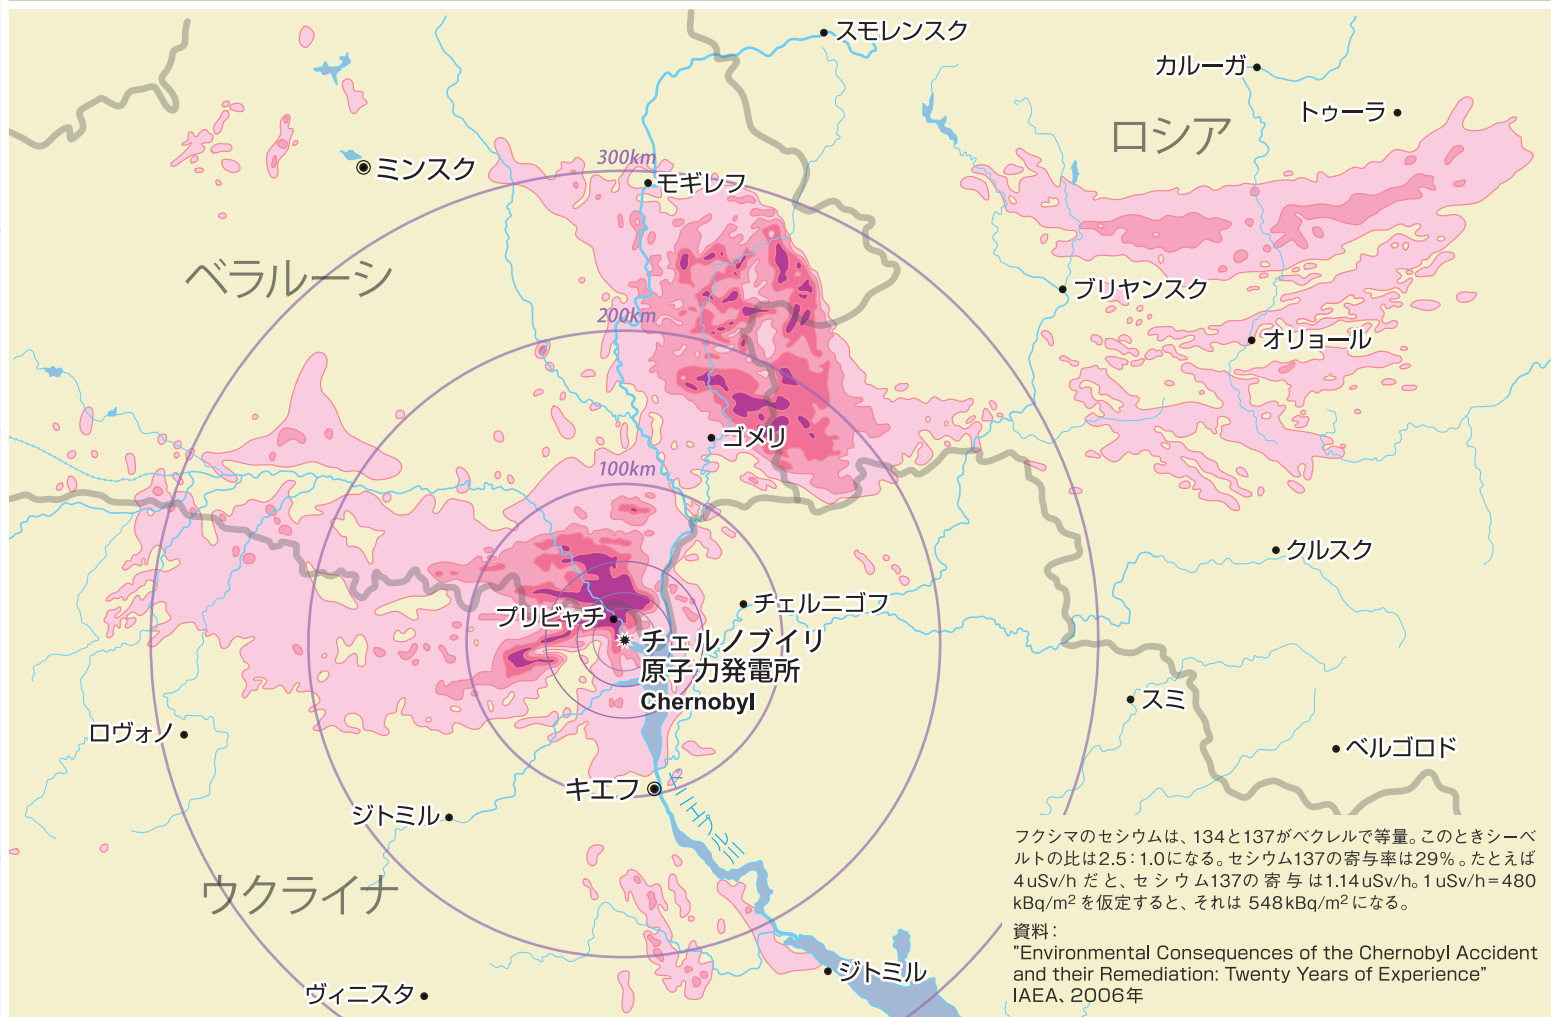 スモレンスク
カルーガ
トゥーラ
ロシア
ミンスク
300km
モギレフ
ベラルーシ
ブリヤンスク
200km
オリョール
ゴメリ
100km
クルスク
プリピャチ
チェルニゴフ
チェルノブイリ
原子力発電所
Chernobyl
スミ
ロヴォノ
ベルゴロド
キエフ
ドニエプル川
ジトミル
ウクライナ
フクシマのセシウムは、134と137がベクレルで等量。このときシーベ
ルトの比は2.5：1.0になる。セシウム137の寄与率は29％。たとえば
4uSv/h だと、セシウム137の寄与は1.14uSv/h。1uSv/h＝480
kBq/m²を仮定すると、それは 548kBq/m²になる。
資料：
”Environmental Consequences of the Chernobyl Accident
and their Remediation: Twenty Years of Experience”
IAEA、2006年
ジトミル
ヴィニスタ